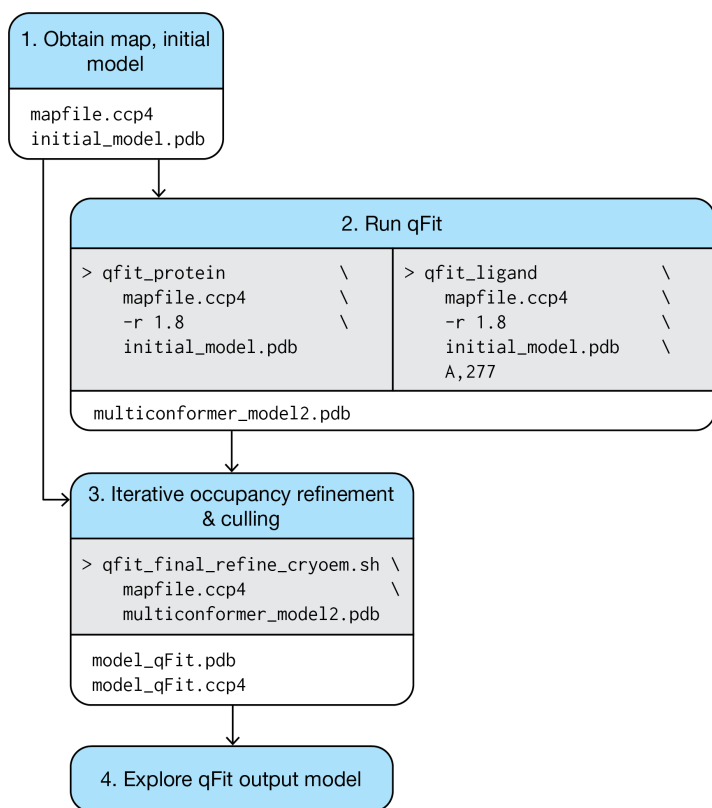 1. Obtain map, initial
model
mapfile.ccp4
initial_model.pdb
2. Run qFit
> qfit_protein \
mapfile.ccp4 \
-r 1.8 \
initial_model.pdb
> qfit_ligand \
mapfile.ccp4 \
-r 1.8 \
initial_model.pdb \
A,277
multiconformer_model2.pdb
3. Iterative occupancy refinement
& culling
> qfit_final_refine_cryoem.sh \
mapfile.ccp4 \
multiconformer_model2.pdb
model_qFit.pdb
model_qFit.ccp4
4. Explore qFit output model